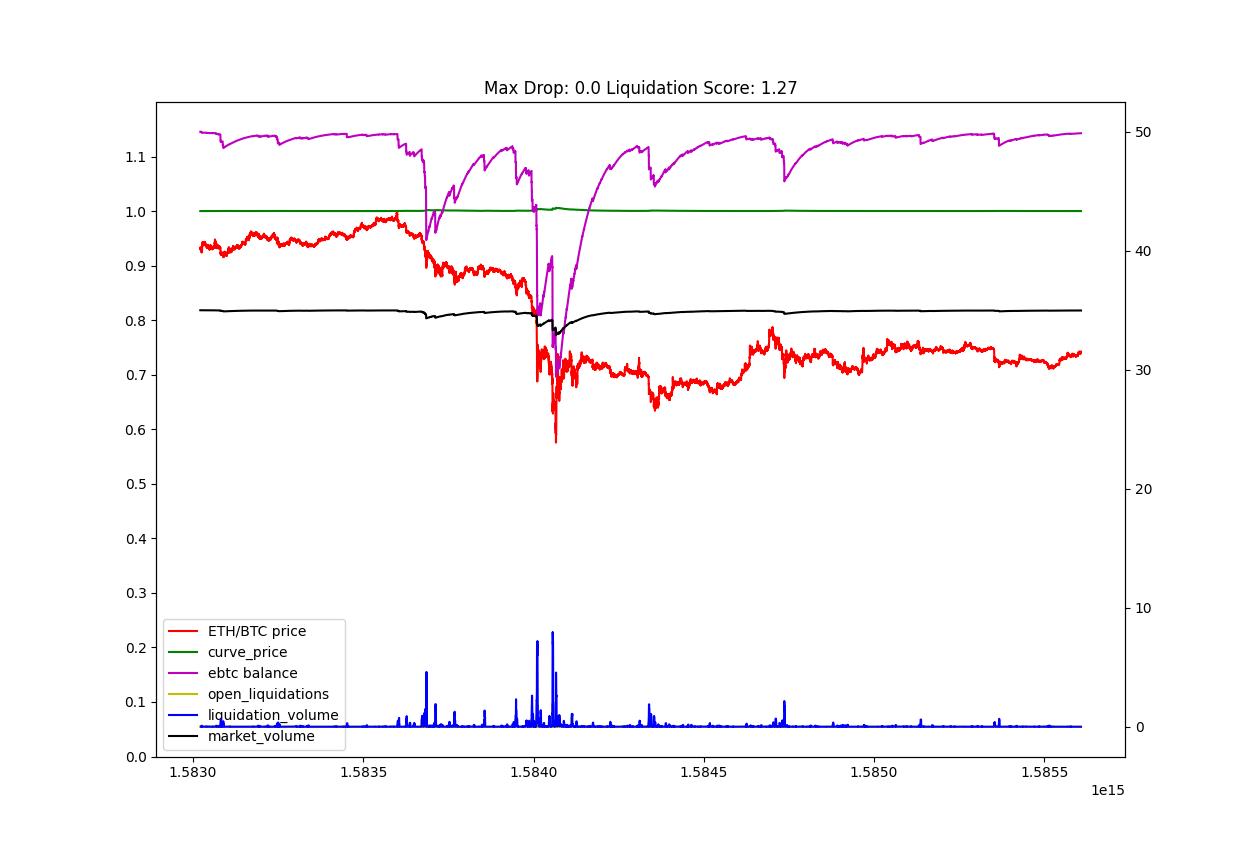 Max Drop: 0.0 Liquidation Score: 1.27
1.1
1.0
0.9
0.8
0.7
0.6
0.5
0.4
0.3
0.2
0.1
0.0
50
40
30
20
10
0
ETH/BTC price
curve_price
ebtc balance
open_liquidations
liquidation_volume
market_volume
1.5830 1.5835 1.5840 1.5845 1.5850 1.5855
1e15